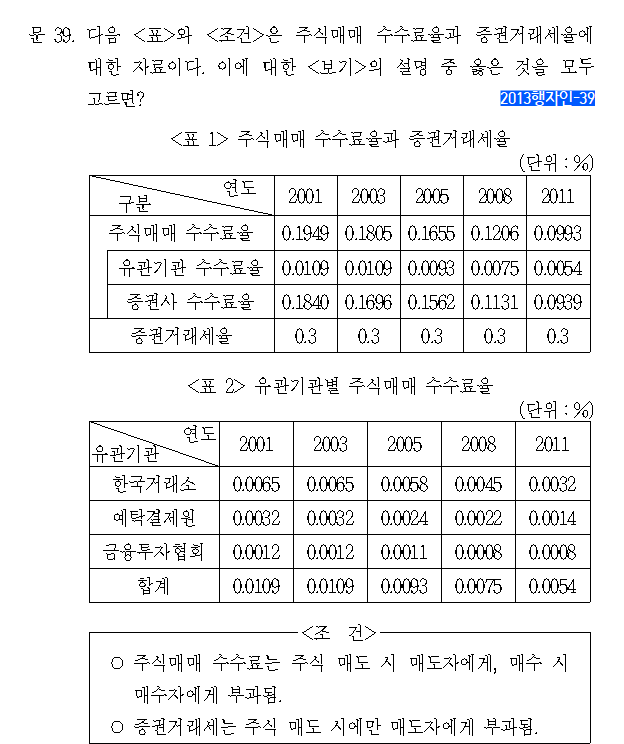 문 39. 다음 <표>와 <조건>은 주식매매 수수료율과 증권거래세율에
대한 자료이다. 이에 대한 <보기>의 설명 중 옳은 것을 모두
고르면?
2013행자인-39
<표 1> 주식매매 수수료율과 증권거래세율
(단위 : %)
구분 연도 2001 2003 2005 2008 2011
주식매매 수수료율 0.1949 0.1805 0.1655 0.1206 0.0993
유관기관 수수료율 0.0109 0.0109 0.0093 0.0075 0.0054
증권사 수수료율 0.1840 0.1696 0.1562 0.1131 0.0939
증권거래세율 0.3 0.3 0.3 0.3 0.3
<표 2> 유관기관별 주식매매 수수료율
(단위 : %)
유관기관 연도 2001 2003 2005 2008 2011
한국거래소 0.0065 0.0065 0.0058 0.0045 0.0032
예탁결제원 0.0032 0.0032 0.0024 0.0022 0.0014
금융투자협회 0.0012 0.0012 0.0011 0.0008 0.0008
합계 0.0109 0.0109 0.0093 0.0075 0.0054
<조 건>
○ 주식매매 수수료는 주식 매도 시 매도자에게, 매수 시
매수자에게 부과됨.
○ 증권거래세는 주식 매도 시에만 매도자에게 부과됨.